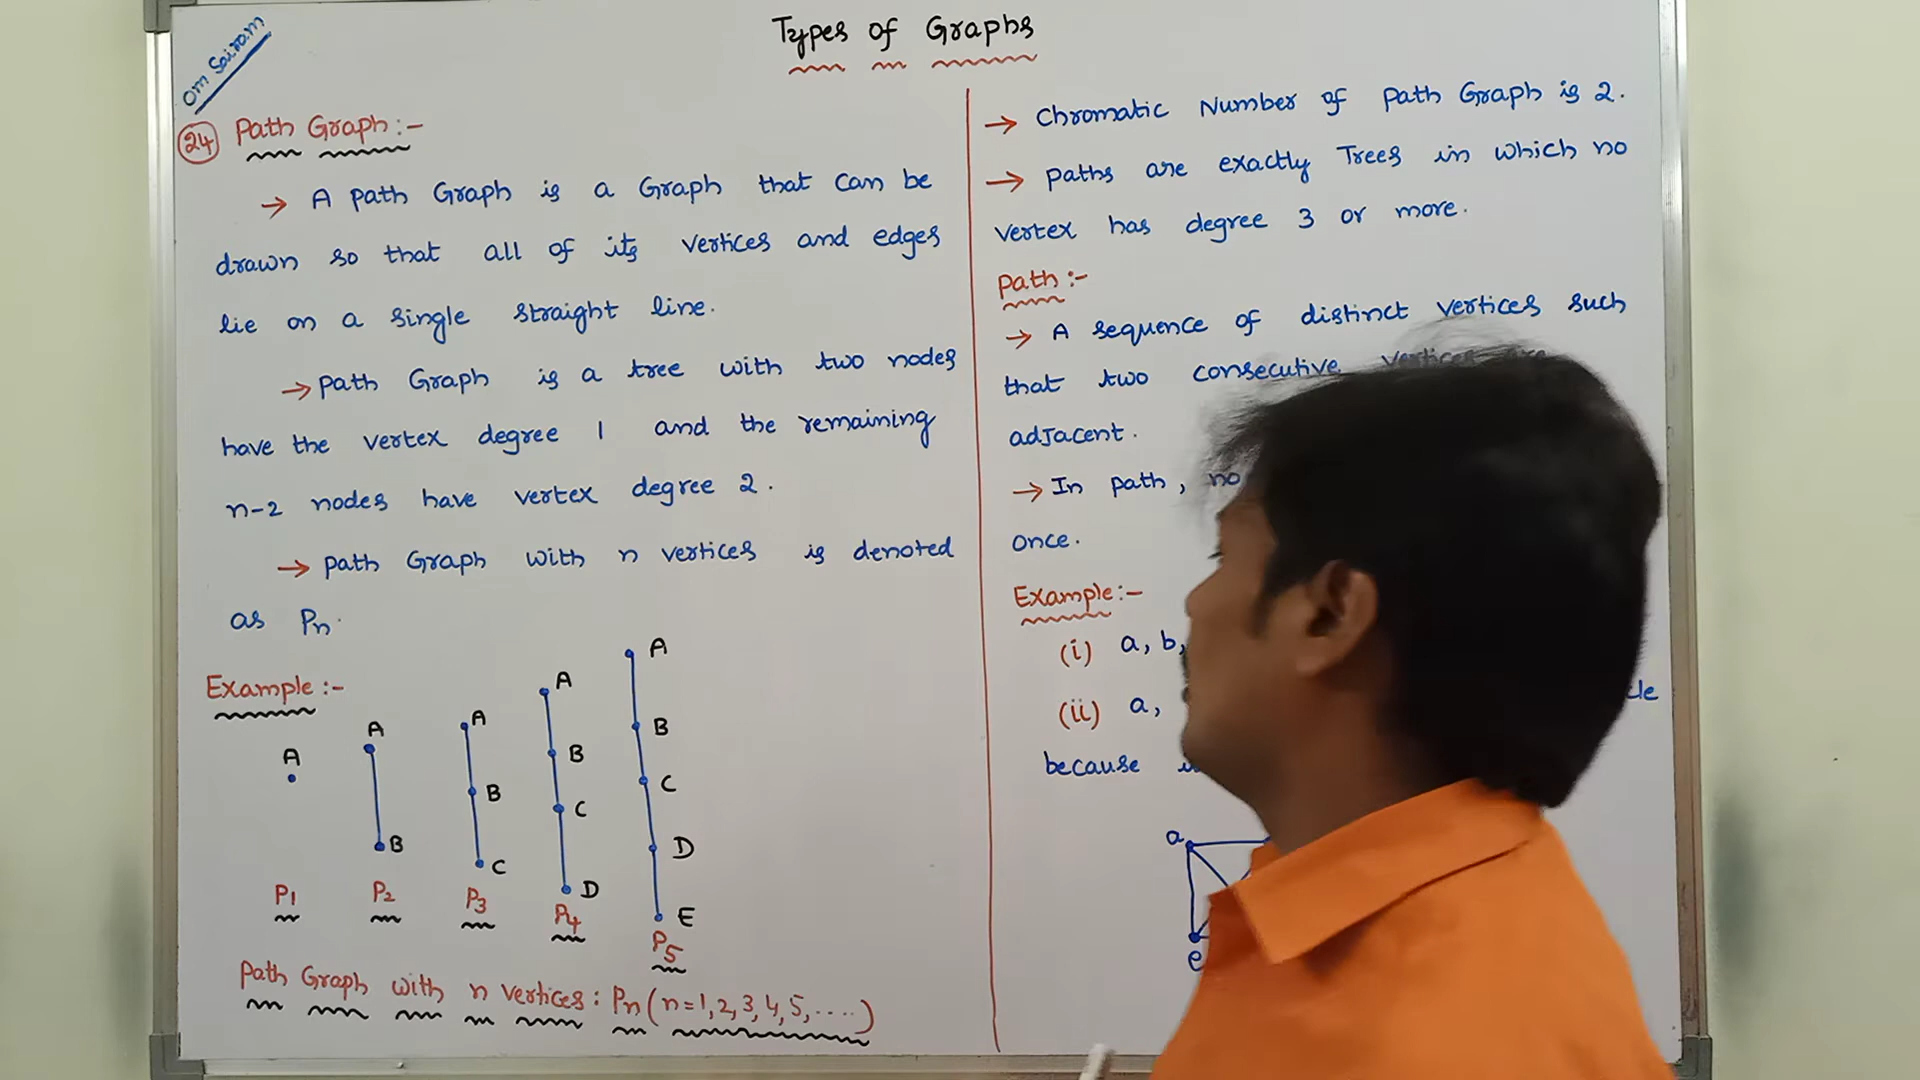 Types of Graphs
Om Sairam
24 Path Graph :-
→ A path Graph is a Graph that can be
drawn so that all of its vertices and edges
lie on a single straight line.
→ path Graph is a tree with two nodes
have the vertex degree 1 and the remaining
n-2 nodes have vertex degree 2.
→ path Graph with n vertices is denoted
as Pn.
Example :-
A
A
B
A
B
C
A
B
C
D
A
B
C
D
E
P1 P2 P3 P4 P5
Path Graph with n vertices : Pn (n=1,2,3,4,5,....)
→ Chromatic Number of path Graph is 2.
→ paths are exactly Trees in which no
vertex has degree 3 or more.
path :-
→ A sequence of distinct vertices such
that two consecutive vertices are
adjacent.
→ In path, no
once.
Example :-
(i) a, b,
(ii) a,
because
a
e